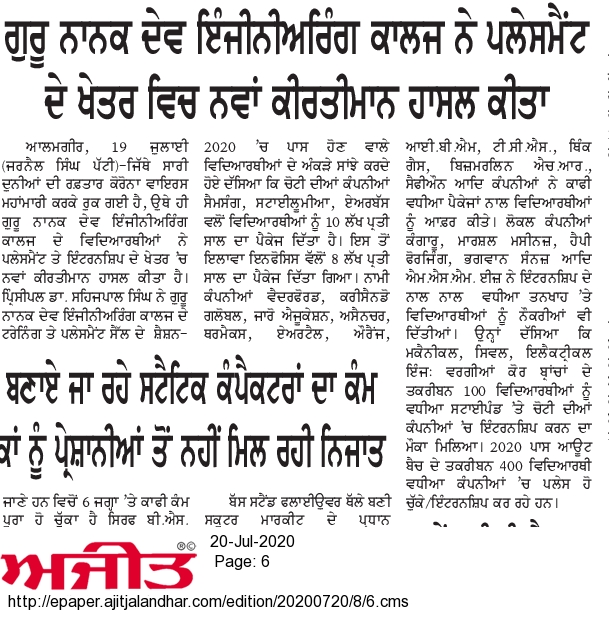 ਗੁਰੂ ਨਾਨਕ ਦੇਵ ਇੰਜੀਨੀਅਰਿੰਗ ਕਾਲਜ ਨੇ ਪਲੇਸਮੈਂਟ
ਦੇ ਖੇਤਰ ਵਿਚ ਨਵਾਂ ਕੀਰਤੀਮਾਨ ਹਾਸਲ ਕੀਤਾ
ਆਲਮਗੀਰ, 19 ਜੁਲਾਈ
(ਜਰਨੈਲ ਸਿੰਘ ਪੱਟੀ)-ਜਿੱਥੇ ਸਾਰੀ
ਦੁਨੀਆਂ ਦੀ ਰਫ਼ਤਾਰ ਕੋਰੋਨਾ ਵਾਇਰਸ
ਮਹਾਂਮਾਰੀ ਕਰਕੇ ਰੁਕ ਗਈ ਹੈ, ਉਥੇ ਹੀ
ਗੁਰੂ ਨਾਨਕ ਦੇਵ ਇੰਜੀਨੀਅਰਿੰਗ
ਕਾਲਜ ਦੇ ਵਿਦਿਆਰਥੀਆਂ ਨੇ
ਪਲੇਸਮੈਂਟ ਤੇ ਇੰਟਰਨਸ਼ਿਪ ਦੇ ਖੇਤਰ 'ਚ
ਨਵਾਂ ਕੀਰਤੀਮਾਨ ਹਾਸਲ ਕੀਤਾ ਹੈ।
ਪ੍ਰਿੰਸੀਪਲ ਡਾ. ਸਹਿਜਪਾਲ ਸਿੰਘ ਨੇ ਗੁਰੂ
ਨਾਨਕ ਦੇਵ ਇੰਜੀਨੀਅਰਿੰਗ ਕਾਲਜ ਦੇ
ਟਰੇਨਿੰਗ ਤੇ ਪਲੇਸਮੈਂਟ ਸੈੱਲ ਦੇ ਸ਼ੈਸ਼ਨ-
2020 'ਚ ਪਾਸ ਹੋਣ ਵਾਲੇ
ਵਿਦਿਆਰਥੀਆਂ ਦੇ ਅੰਕੜੇ ਸਾਂਝੇ ਕਰਦੇ
ਹੋਏ ਦੱਸਿਆ ਕਿ ਚੋਟੀ ਦੀਆਂ ਕੰਪਨੀਆਂ
ਸੈਮਸੰਗ, ਸਟਾਈਲੂਮੀਆ, ਏਅਰਬੱਸ
ਵਲੋਂ ਵਿਦਿਆਰਥੀਆਂ ਨੂੰ 10 ਲੱਖ ਪ੍ਰਤੀ
ਸਾਲ ਦਾ ਪੈਕੇਜ ਦਿੱਤਾ ਹੈ। ਇਸ ਤੋਂ
ਇਲਾਵਾ ਇਨਫੋਸਿਸ ਵੱਲੋਂ 8 ਲੱਖ ਪ੍ਰਤੀ
ਸਾਲ ਦਾ ਪੈਕੇਜ ਦਿੱਤਾ ਗਿਆ। ਨਾਮੀ
ਕੰਪਨੀਆਂ ਵੈਦਰਫੋਰਡ, ਕਰੀਸੈਨਡੋ
ਗਲੋਬਲ, ਜਾਰੋ ਐਜੂਕੇਸ਼ਨ, ਅਸੈਨਚਰ,
ਥਰਮੈਕਸ, ਏਅਰਟੈਲ, ਔਰੈਂਜ,
ਆਈ.ਬੀ.ਐਮ, ਟੀ.ਸੀ.ਐਸ., ਥਿੰਕ
ਗੈਸ, ਬਿਜ਼ਮਰਲਿਨ ਐਚ.ਆਰ.,
ਸੈਫੀਐਨ ਆਦਿ ਕੰਪਨੀਆਂ ਨੇ ਕਾਫੀ
ਵਧੀਆ ਪੈਕੇਜਾਂ ਨਾਲ ਵਿਦਿਆਰਥੀਆਂ
ਨੂੰ ਆਫ਼ਰ ਕੀਤੇ। ਲੋਕਲ ਕੰਪਨੀਆਂ
ਕੰਗਾਰੂ, ਮਾਰਸ਼ਲ ਮਸੀਨਜ਼, ਹੈਪੀ
ਫੋਰਜਿੰਗ, ਭਗਵਾਨ ਸੰਨਜ਼ ਆਦਿ
ਐਮ.ਐਸ.ਐਮ. ਈਜ਼ ਨੇ ਇੰਟਰਨਸ਼ਿਪ ਦੇ
ਨਾਲ ਨਾਲ ਵਧੀਆ ਤਨਖਾਹ 'ਤੇ
ਵਿਦਿਆਰਥੀਆਂ ਨੂੰ ਨੌਕਰੀਆਂ ਵੀ
ਦਿੱਤੀਆਂ। ਉਨ੍ਹਾਂ ਦੱਸਿਆ ਕਿ
ਮਕੈਨੀਕਲ, ਸਿਵਲ, ਇਲੈਕਟ੍ਰੀਕਲ
ਇੰਜ: ਵਰਗੀਆਂ ਕੋਰ ਬ੍ਰਾਂਚਾਂ ਦੇ
ਤਕਰੀਬਨ 100 ਵਿਦਿਆਰਥੀਆਂ ਨੂੰ
ਵਧੀਆ ਸਟਾਈਪੰਡ 'ਤੇ ਚੋਟੀ ਦੀਆਂ
ਕੰਪਨੀਆਂ 'ਚ ਇੰਟਰਨਸ਼ਿਪ ਕਰਨ ਦਾ
ਮੌਕਾ ਮਿਲਿਆ। 2020 ਪਾਸ ਆਊਟ
ਬੈਚ ਦੇ ਤਕਰੀਬਨ 400 ਵਿਦਿਆਰਥੀ
ਵਧੀਆ ਕੰਪਨੀਆਂ 'ਚ ਪਲੇਸ ਹੋ
ਚੁੱਕੇ/ਇੰਟਰਨਸ਼ਿਪ ਕਰ ਰਹੇ ਹਨ।
ਬਣਾਏ ਜਾ ਰਹੇ ਸਟੈਟਿਕ ਕੰਪੈਕਟਰਾਂ ਦਾ ਕੰਮ
ਕਾਂ ਨੂੰ ਪ੍ਰੇਸ਼ਾਨੀਆਂ ਤੋਂ ਨਹੀਂ ਮਿਲ ਰਹੀ ਨਿਜਾਤ
ਜਾਣੇ ਹਨ ਵਿਚੋਂ 6 ਜਗ੍ਹਾ 'ਤੇ ਕਾਫੀ ਕੰਮ
ਪੂਰਾ ਹੋ ਚੁੱਕਾ ਹੈ ਸਿਰਫ ਬੀ.ਐਸ.
ਬੱਸ ਸਟੈਂਡ ਫਲਾਈਓਵਰ ਥੱਲੇ ਬਣੀ
ਸਕੂਟਰ ਮਾਰਕੀਟ ਦੇ ਪ੍ਰਧਾਨ
ਅਜੀਤ ®©
20-Jul-2020
Page: 6
http://epaper.ajitjalandhar.com/edition/20200720/8/6.cms